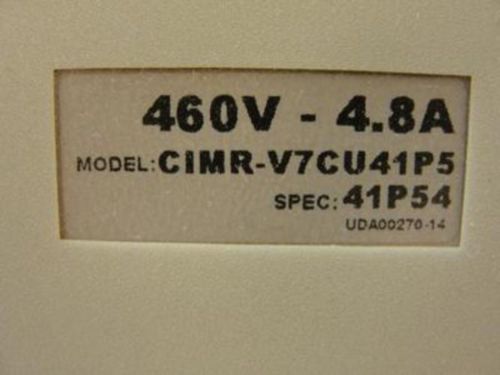 460V - 4.8A
MODEL: CIMR-V7CU41P5
SPEC: 41P54
UDA00270-14